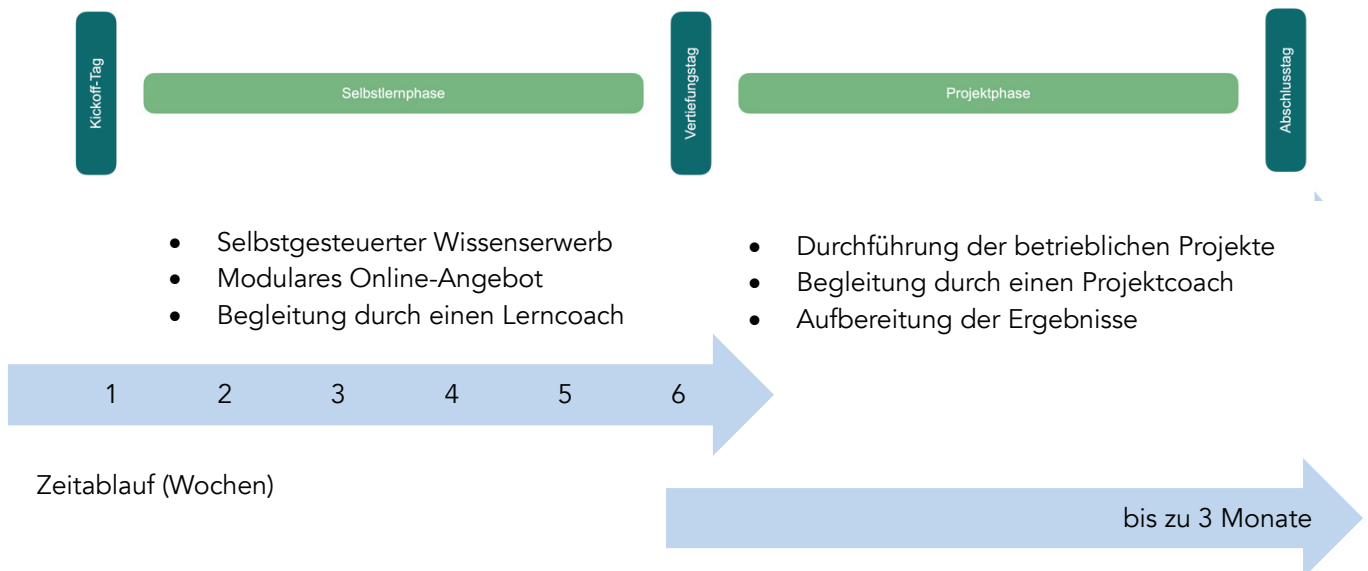 Kickoff-Tag
Selbstlernphase
Vertiefungstag
Projektphase
Abschlusstag
• Selbstgesteuerter Wissenserwerb
• Modulares Online-Angebot
• Begleitung durch einen Lerncoach
• Durchführung der betrieblichen Projekte
• Begleitung durch einen Projektcoach
• Aufbereitung der Ergebnisse
1 2 3 4 5 6
Zeitablauf (Wochen)
bis zu 3 Monate